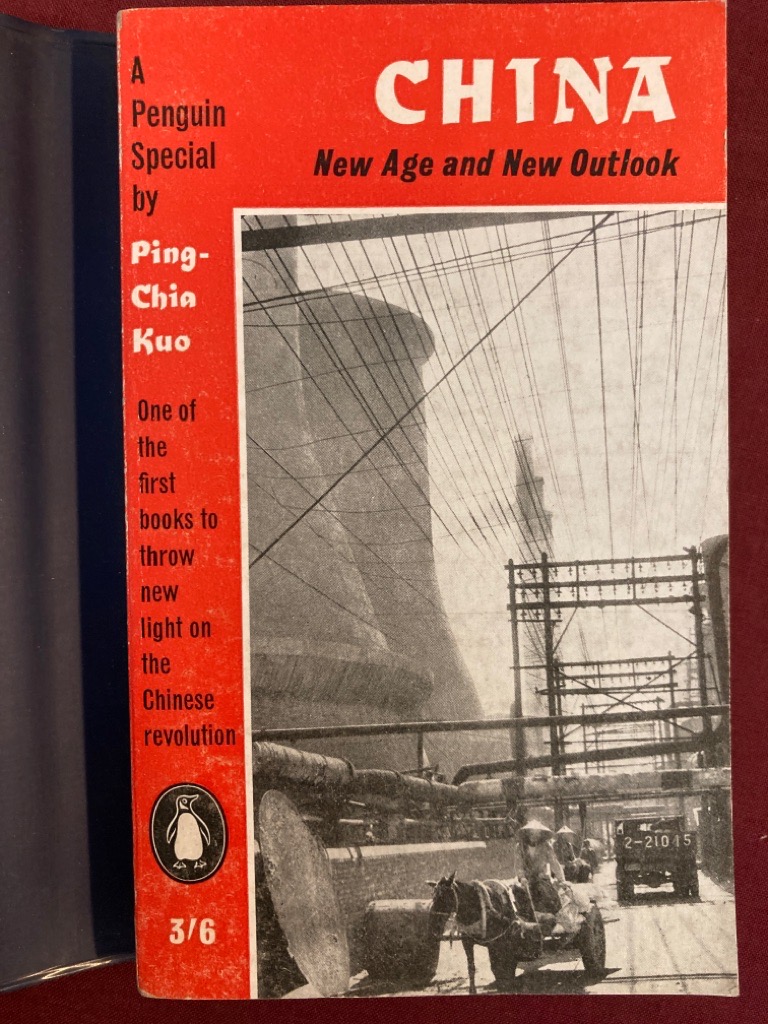 CHINA
New Age and New Outlook
A
Penguin
Special
by
Ping-
Chia
Kuo
One of
the
first
books to
throw
new
light on
the
Chinese
revolution
3/6
2-21045